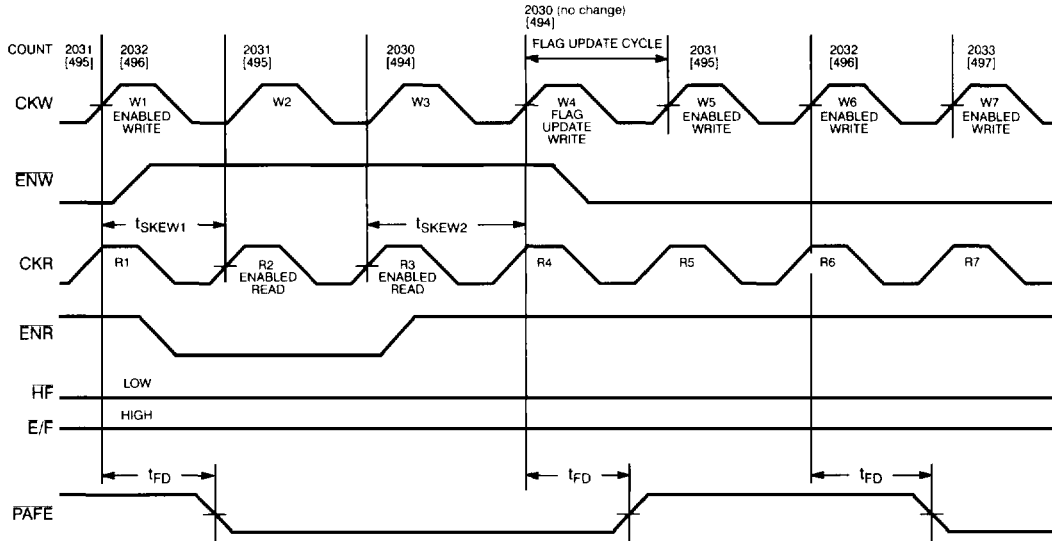 2030 (no change)
[494]
COUNT
2031
[495]
2032
[496]
2031
[495]
2030
[494]
FLAG UPDATE CYCLE
2031
[495]
2032
[496]
2033
[497]
CKW
W1
ENABLED
WRITE
W2
W3
W4
FLAG
UPDATE
WRITE
W5
ENABLED
WRITE
W6
ENABLED
WRITE
W7
ENABLED
WRITE
ENW
tSKEW1
tSKEW2
CKR
R1
R2
ENABLED
READ
R3
ENABLED
READ
R4
R5
R6
R7
ENR
HF
LOW
E/F
HIGH
tFD
tFD
tFD
PAFE